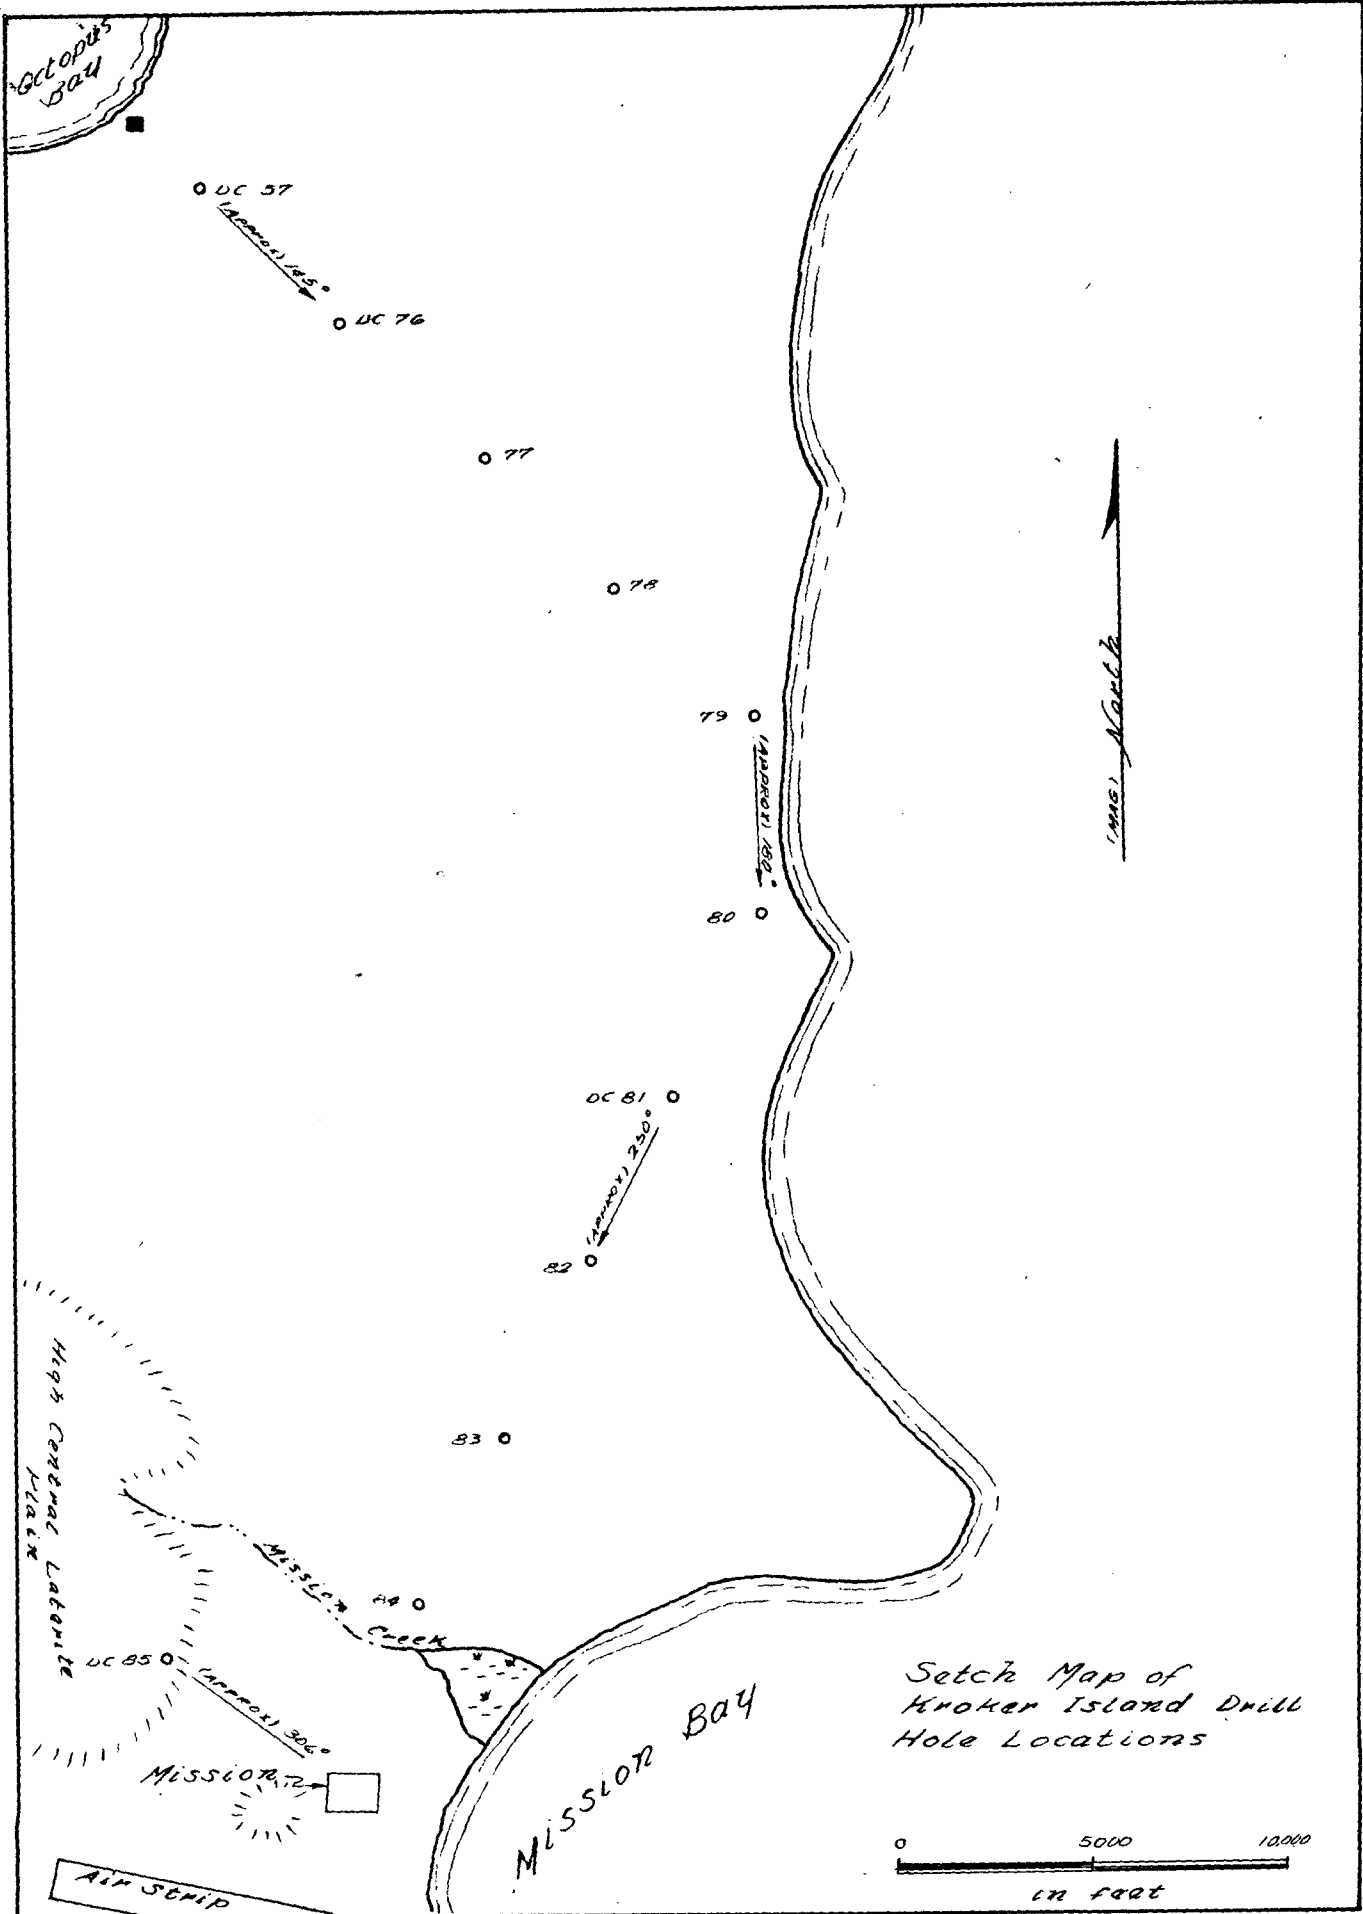 Octopus
Bay
DC 57
(APPROX) 145°
DC 76
77
78
79
(APPROX) 180°
80
(MAG) North
DC 81
(APPROX) 230°
82
High Central Laterite
Plain
83
Mission
Creek
84
DC 85
(APPROX) 306°
Mission
Air Strip
Mission Bay
Setch Map of
Kroker Island Drill
Hole Locations
0 5000 10,000
in feet